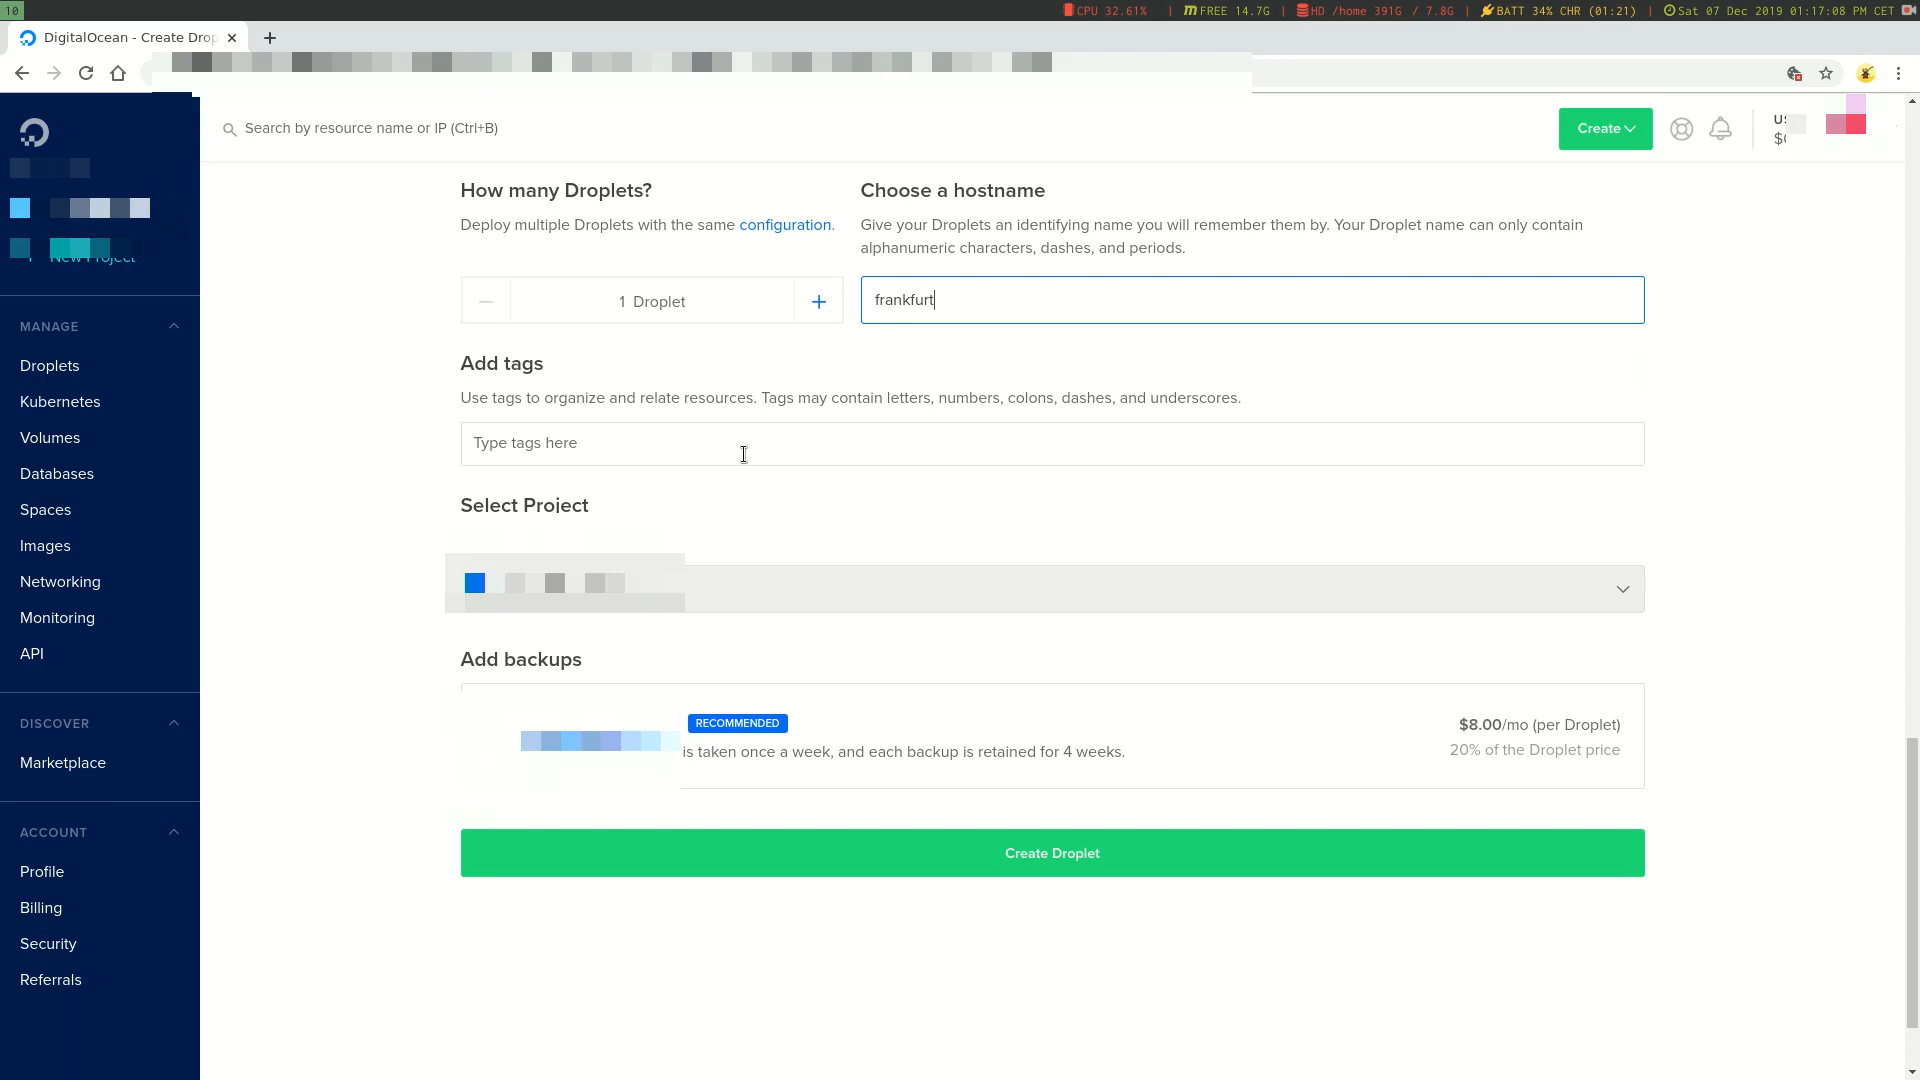 10
CPU 32.61% | FREE 14.7G | HD /home 391G / 7.8G | BATT 34% CHR (01:21) | Sat 07 Dec 2019 01:17:08 PM CET
DigitalOcean - Create Drop
Search by resource name or IP (Ctrl+B)
Create
New Project
MANAGE
Droplets
Kubernetes
Volumes
Databases
Spaces
Images
Networking
Monitoring
API
DISCOVER
Marketplace
ACCOUNT
Profile
Billing
Security
Referrals
How many Droplets?
Deploy multiple Droplets with the same configuration.
1 Droplet
Choose a hostname
Give your Droplets an identifying name you will remember them by. Your Droplet name can only contain
alphanumeric characters, dashes, and periods.
frankfurt
Add tags
Use tags to organize and relate resources. Tags may contain letters, numbers, colons, dashes, and underscores.
Type tags here
Select Project
Add backups
RECOMMENDED
is taken once a week, and each backup is retained for 4 weeks.
$8.00/mo (per Droplet)
20% of the Droplet price
Create Droplet